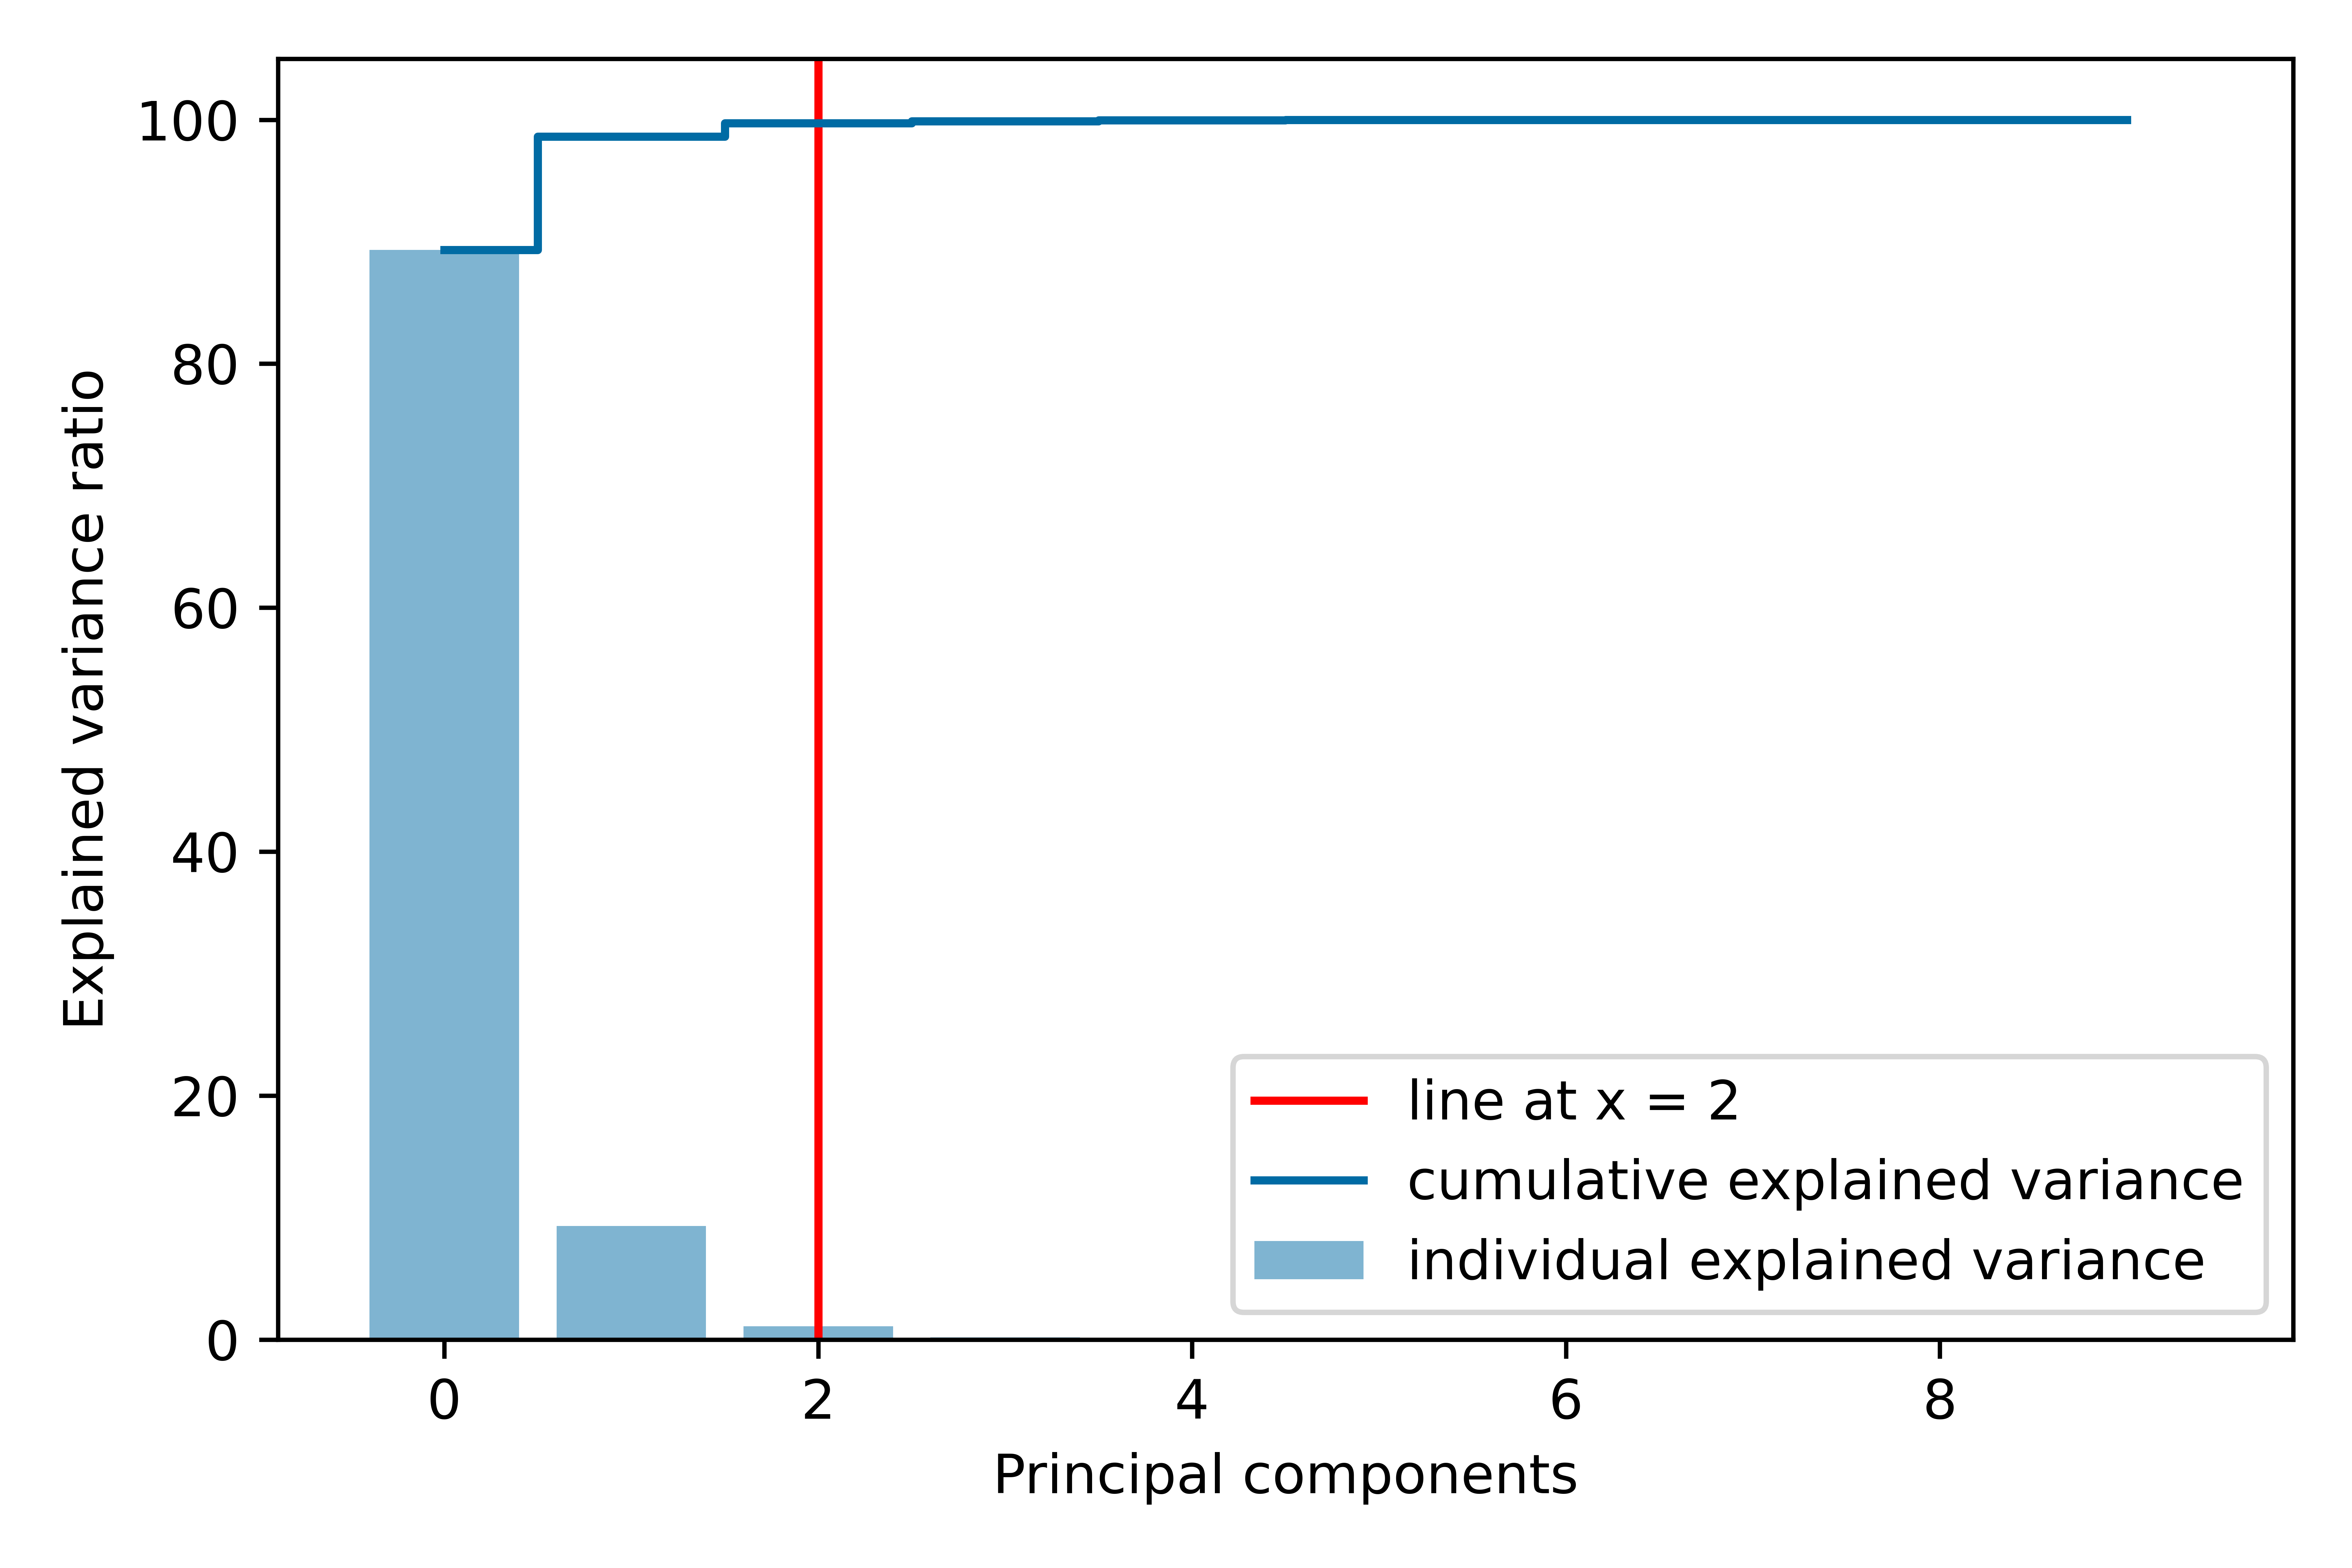 100
80
60
40
20
0
Explained variance ratio
line at x = 2
cumulative explained variance
individual explained variance
0 2 4 6 8
Principal components